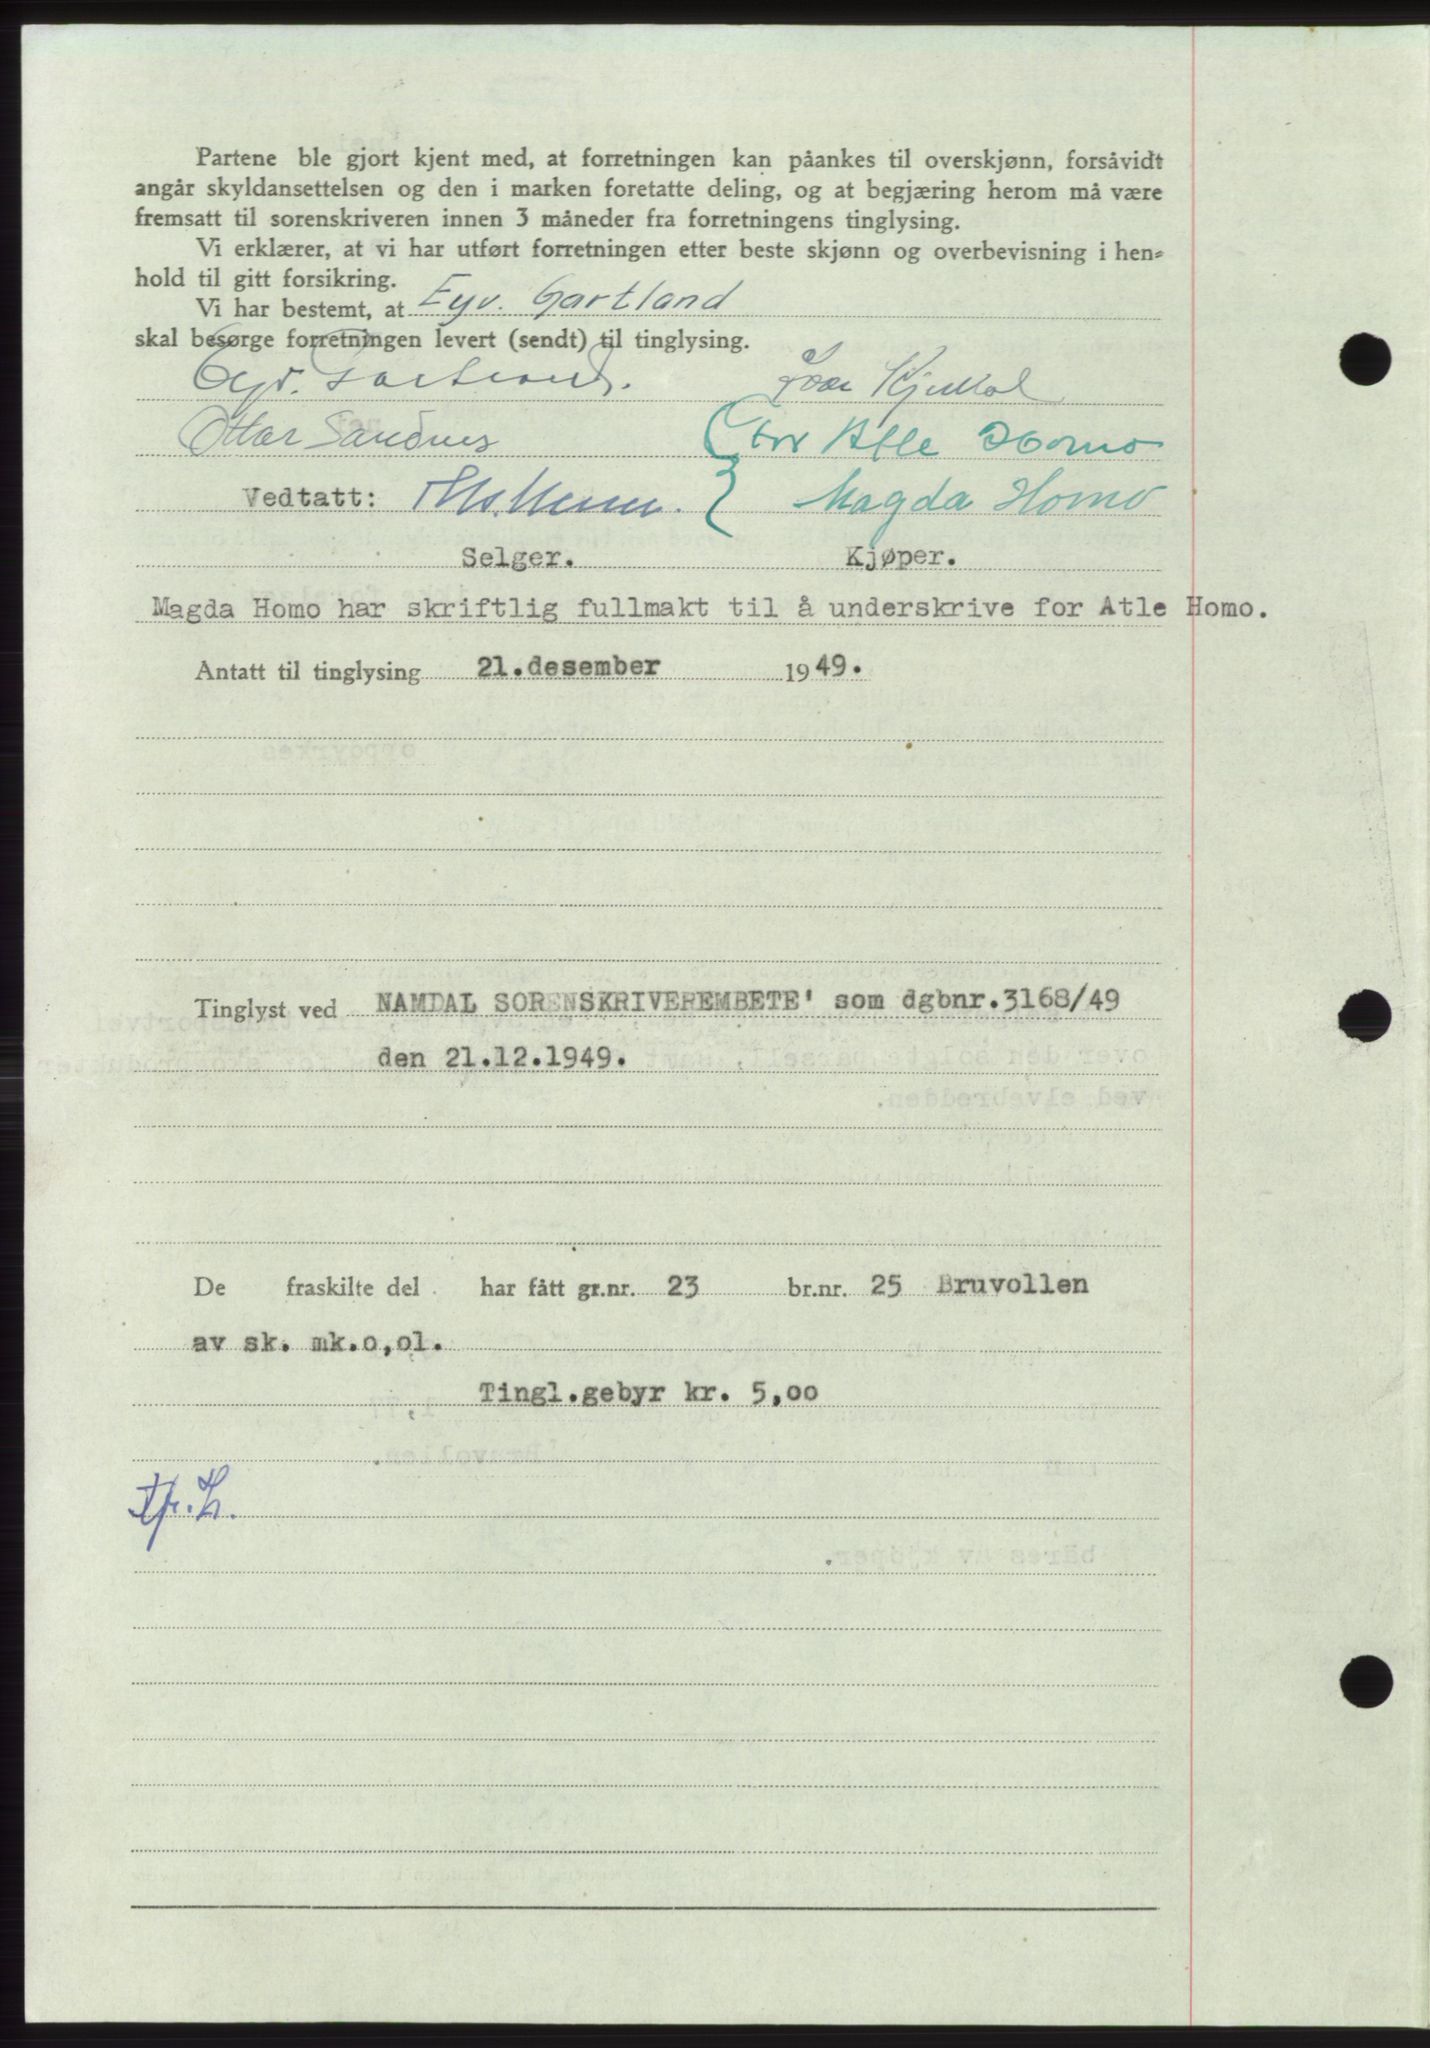 Partene ble gjort kjent med, at forretningen kan påankes til overskjønn, forsåvidt
angår skyldansettelsen og den i marken foretatte deling, og at begjæring herom må være
fremsatt til sorenskriveren innen 3 måneder fra forretningens tinglysing.
Vi erklærer, at vi har utført forretningen etter beste skjønn og overbevisning i hen-
hold til gitt forsikring.
Vi har bestemt, at Eyv. Gartland
skal besørge forretningen levert (sendt) til tinglysing.
Eyv. Gartland. Ivar
Ottar Sandnes for Atle Homo
Vedtatt: Magda Homo
Selger. Kjøper.
Magda Homo har skriftlig fullmakt til å underskrive for Atle Homo.
Antatt til tinglysing 21.desember 1949.
Tinglyst ved NAMDAL SORENSKRIVEREMBETE' som dgbnr.3168/49
den 21.12.1949.
De fraskilte del har fått gr.nr. 23 br.nr. 25 Bruvollen
av sk. mk.o,ol.
Tingl.gebyr kr. 5,oo